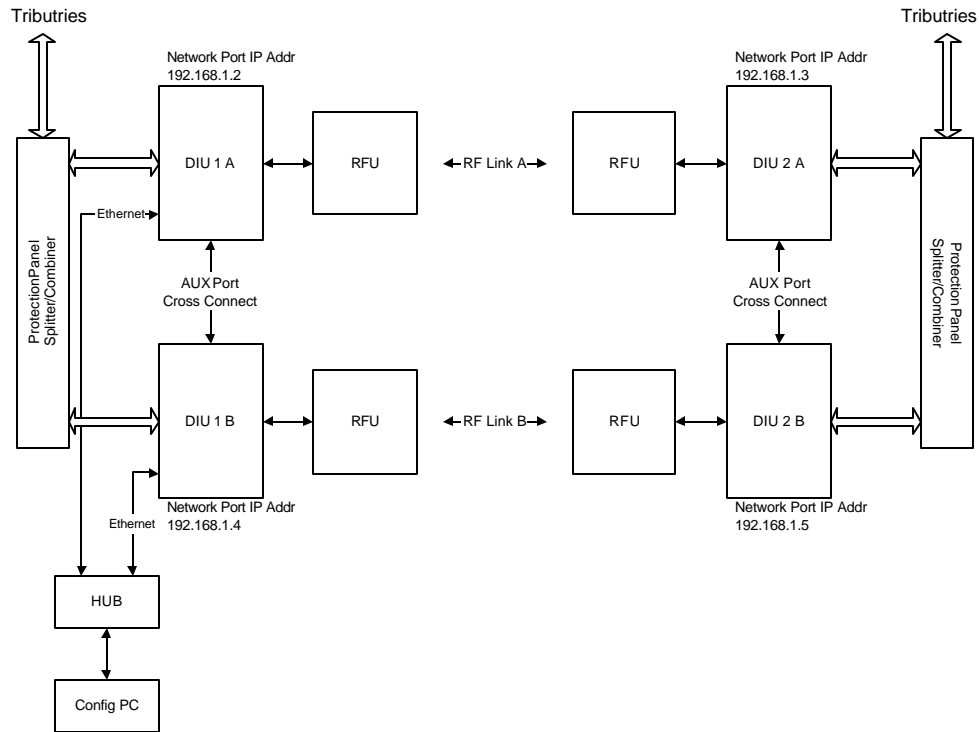 Tributries
Tributries
Network Port IP Addr
192.168.1.2
Network Port IP Addr
192.168.1.3
DIU 1 A
RFU
RF Link A
RFU
DIU 2 A
Ethernet
Protection Panel
Splitter/Combiner
AUX Port
Cross Connect
AUX Port
Cross Connect
Protection Panel
Splitter/Combiner
DIU 1 B
RFU
RF Link B
RFU
DIU 2 B
Network Port IP Addr
192.168.1.4
Network Port IP Addr
192.168.1.5
Ethernet
HUB
Config PC